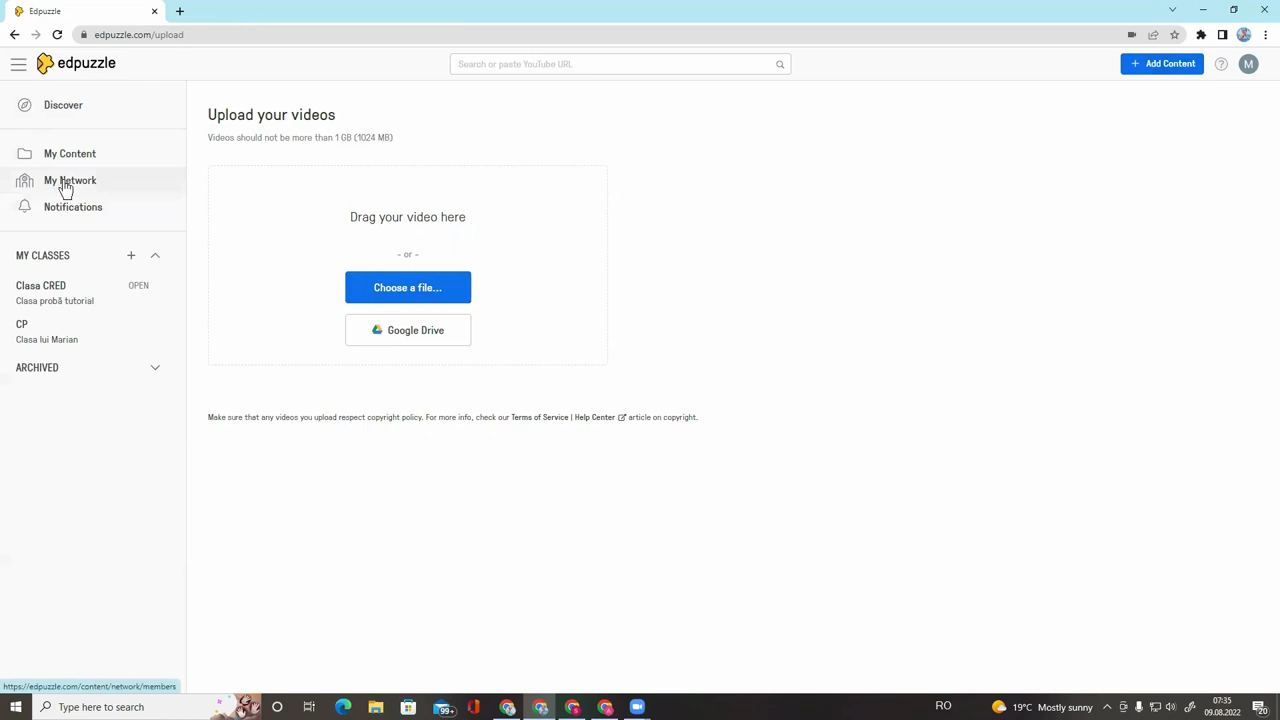 Edpuzzle
edpuzzle.com/upload
edpuzzle
Search or paste YouTube URL
+ Add Content
?
M
Discover
My Content
My Network
Notifications
MY CLASSES +
Clasa CRED OPEN
Clasa probă tutorial
CP
Clasa lui Marian
ARCHIVED
Upload your videos
Videos should not be more than 1 GB (1024 MB)
Drag your video here
- or -
Choose a file...
Google Drive
Make sure that any videos you upload respect copyright policy. For more info, check our Terms of Service | Help Center article on copyright.
https://edpuzzle.com/content/network/members
Type here to search
99+
RO
19°C Mostly sunny
07:35
09.08.2022
20